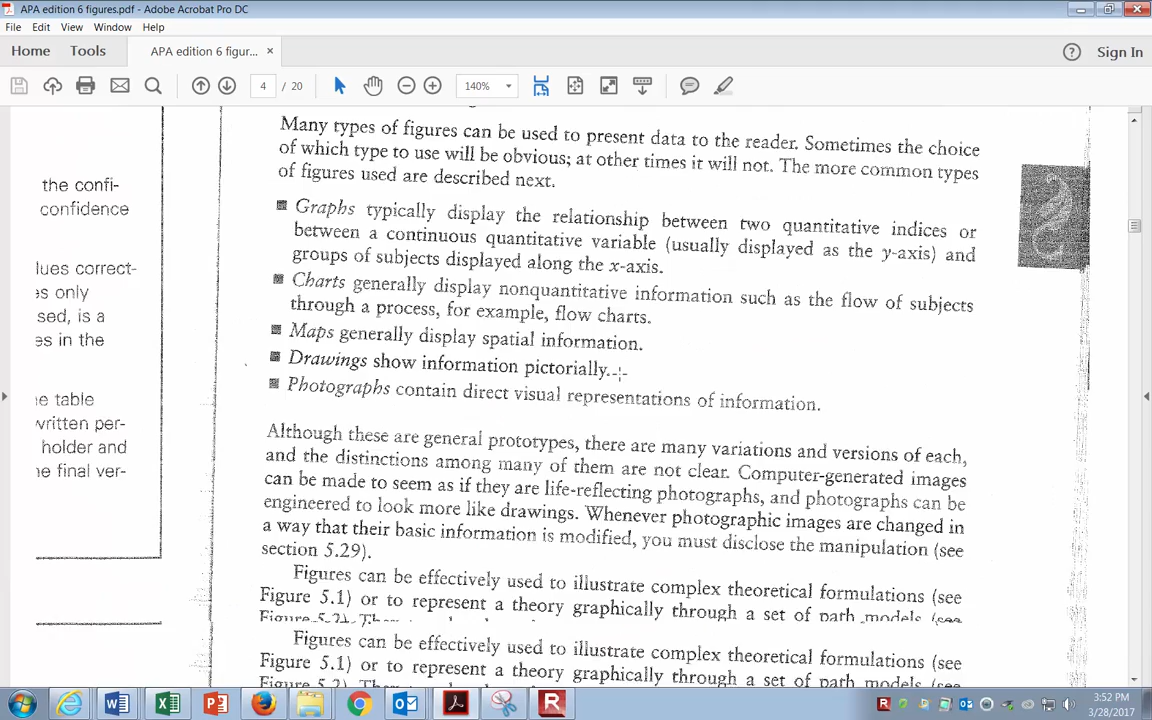 APA edition 6 figures.pdf - Adobe Acrobat Pro DC
File Edit View Window Help
Home Tools APA edition 6 figur... × Sign In
4 / 20 140%
Many types of figures can be used to present data to the reader. Sometimes the choice
of which type to use will be obvious; at other times it will not. The more common types
of figures used are described next.
■ Graphs typically display the relationship between two quantitative indices or
between a continuous quantitative variable (usually displayed as the y-axis) and
groups of subjects displayed along the x-axis.
■ Charts generally display nonquantitative information such as the flow of subjects
through a process, for example, flow charts.
■ Maps generally display spatial information.
■ Drawings show information pictorially.
■ Photographs contain direct visual representations of information.
Although these are general prototypes, there are many variations and versions of each,
and the distinctions among many of them are not clear. Computer-generated images
can be made to seem as if they are life-reflecting photographs, and photographs can be
engineered to look more like drawings. Whenever photographic images are changed in
a way that their basic information is modified, you must disclose the manipulation (see
section 5.29).
Figures can be effectively used to illustrate complex theoretical formulations (see
Figure 5.1) or to represent a theory graphically through a set of path models (see
Figures can be effectively used to illustrate complex theoretical formulations (see
Figure 5.1) or to represent a theory graphically through a set of path models (see
the confi-
confidence
lues correct-
es only
sed, is a
es in the
e table
written per-
holder and
ne final ver-
3:52 PM
3/28/2017